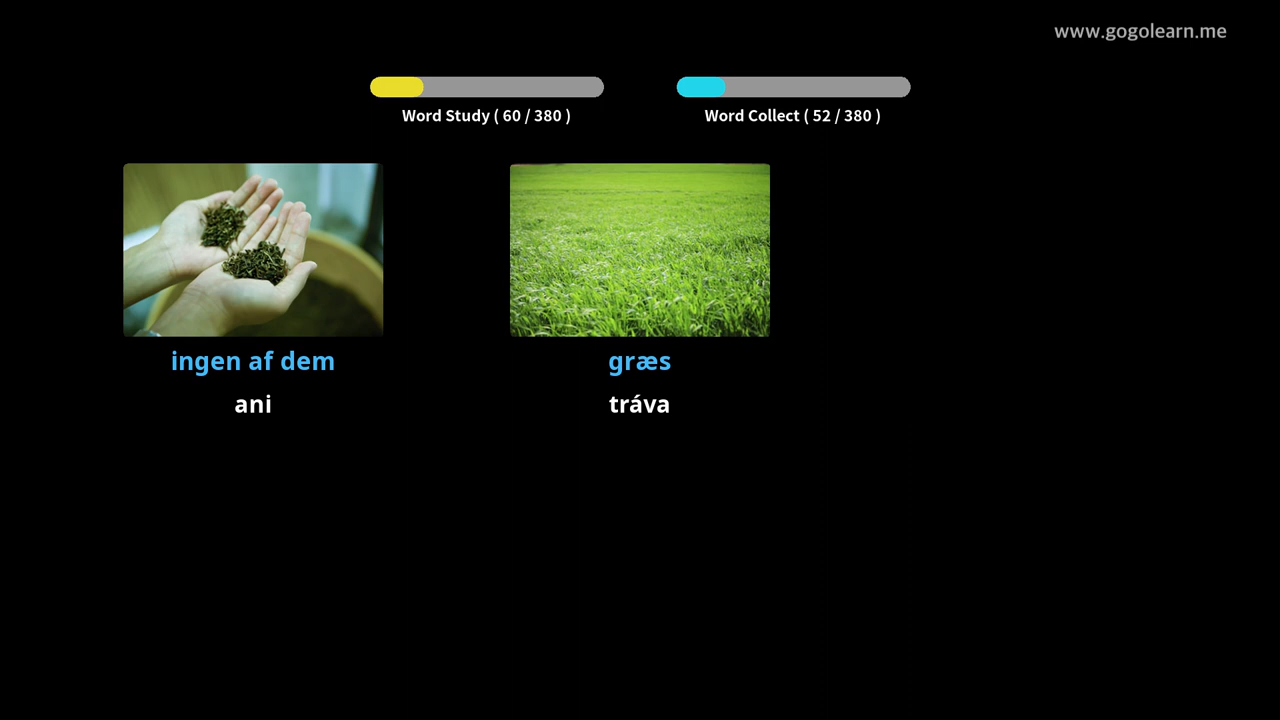 www.gogolearn.me
Word Study ( 60 / 380 )
Word Collect ( 52 / 380 )
ingen af dem
ani
græs
tráva